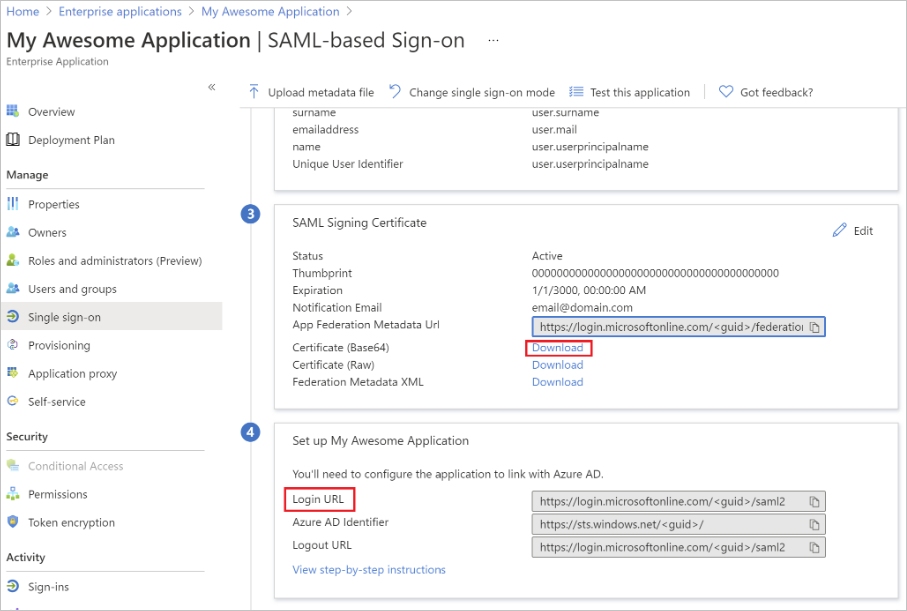 Home > Enterprise applications > My Awesome Application >
My Awesome Application | SAML-based Sign-on ...
Enterprise Application
«
Upload metadata file Change single sign-on mode Test this application Got feedback?
Overview
Deployment Plan
Manage
Properties
Owners
Roles and administrators (Preview)
Users and groups
Single sign-on
Provisioning
Application proxy
Self-service
Security
Conditional Access
Permissions
Token encryption
Activity
Sign-ins
surname user.surname
emailaddress user.mail
name user.userprincipalname
Unique User Identifier user.userprincipalname
3
SAML Signing Certificate
Edit
Status Active
Thumbprint 0000000000000000000000000000000000000000
Expiration 1/1/3000, 00:00:00 AM
Notification Email email@domain.com
App Federation Metadata Url https://login.microsoftonline.com/<guid>/federation
Certificate (Base64) Download
Certificate (Raw) Download
Federation Metadata XML Download
4
Set up My Awesome Application
You'll need to configure the application to link with Azure AD.
Login URL https://login.microsoftonline.com/<guid>/saml2
Azure AD Identifier https://sts.windows.net/<guid>/
Logout URL https://login.microsoftonline.com/<guid>/saml2
View step-by-step instructions